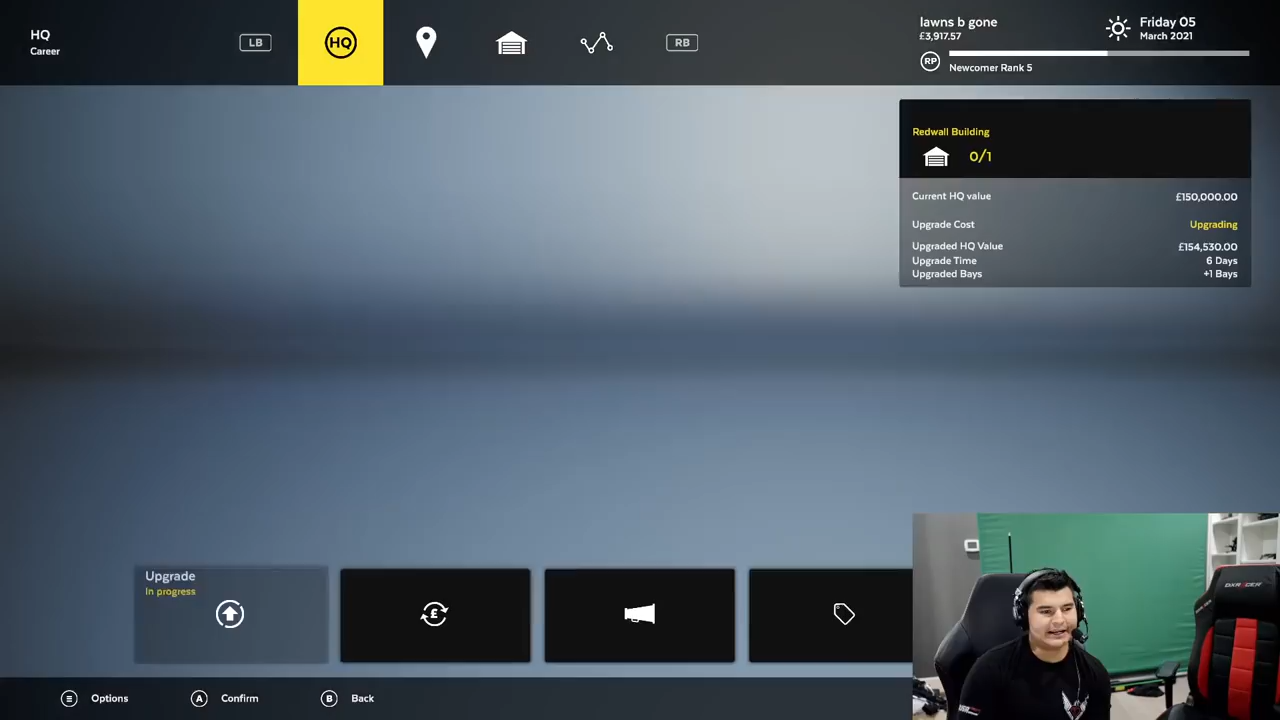 HQ
Career
LB
HQ
RB
lawns b gone
£3,917.57
Friday 05
March 2021
RP
Newcomer Rank 5
Redwall Building
0/1
Current HQ value £150,000.00
Upgrade Cost Upgrading
Upgraded HQ Value £154,530.00
Upgrade Time 6 Days
Upgraded Bays +1 Bays
Upgrade
In progress
£
Options
A Confirm
B Back
DXRACER